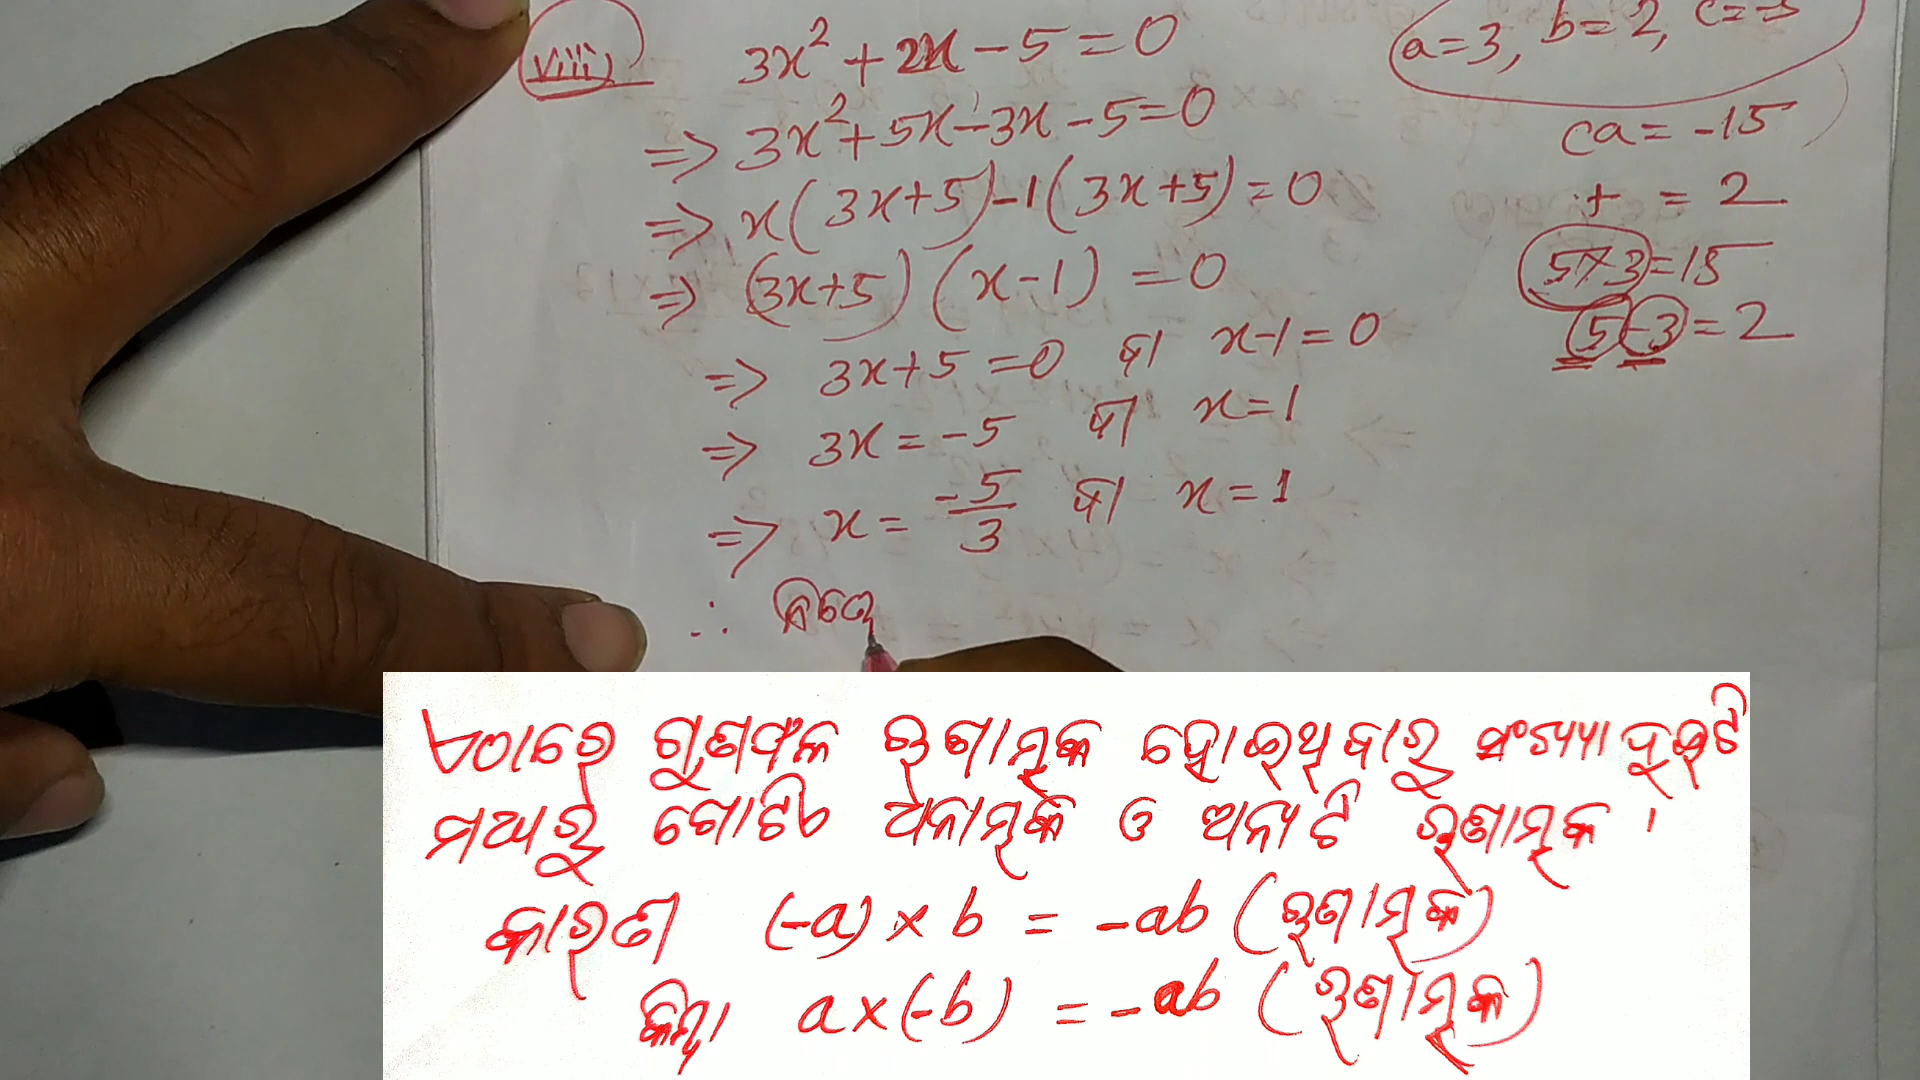 viii) 3x² + 2x - 5 = 0
a=3, b=2, c=-5
⇒ 3x² + 5x - 3x - 5 = 0
ca = -15
⇒ x(3x+5) -1(3x+5) = 0
+ = 2
⇒ (3x+5) (x-1) = 0
5×3 = 15
⇒ 3x+5 = 0 ବା x-1 = 0
5-3 = 2
⇒ 3x = -5 ବା x = 1
⇒ x = -5/3 ବା x = 1
∴
ଏଠାରେ ଗୁଣଫଳ ଋଣାତ୍ମକ ହୋଇଥିବାରୁ ସଂଖ୍ୟା ଦୁଇଟି
ମଧ୍ୟରୁ ଗୋଟିଏ ଧନାତ୍ମକ ଓ ଅନ୍ୟଟି ଋଣାତ୍ମକ ।
କାରଣ (-a) × b = -ab (ଋଣାତ୍ମକ)
କିମ୍ବା a × (-b) = -ab (ଋଣାତ୍ମକ)